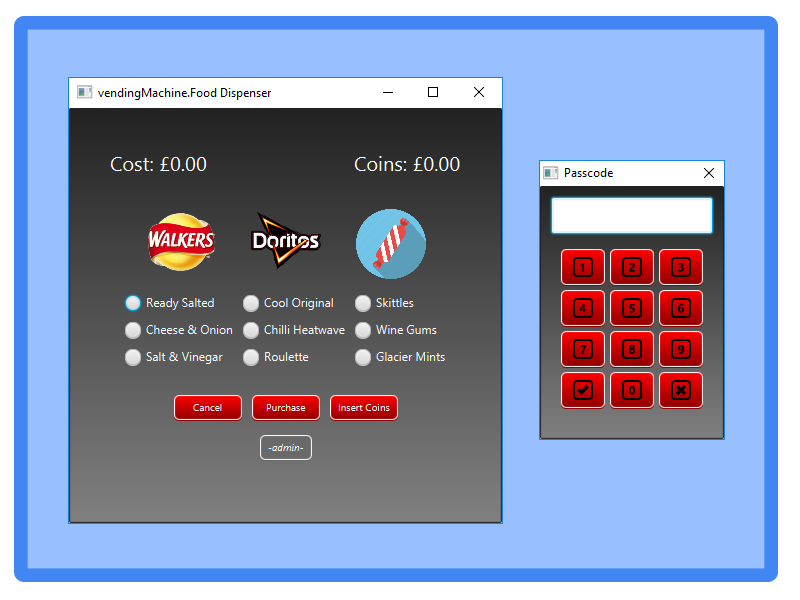 vendingMachine.Food Dispenser
Cost: £0.00 Coins: £0.00
WALKERS Doritos
Ready Salted Cool Original Skittles
Cheese & Onion Chilli Heatwave Wine Gums
Salt & Vinegar Roulette Glacier Mints
Cancel Purchase Insert Coins
-admin-
Passcode
1 2 3
4 5 6
7 8 9
0